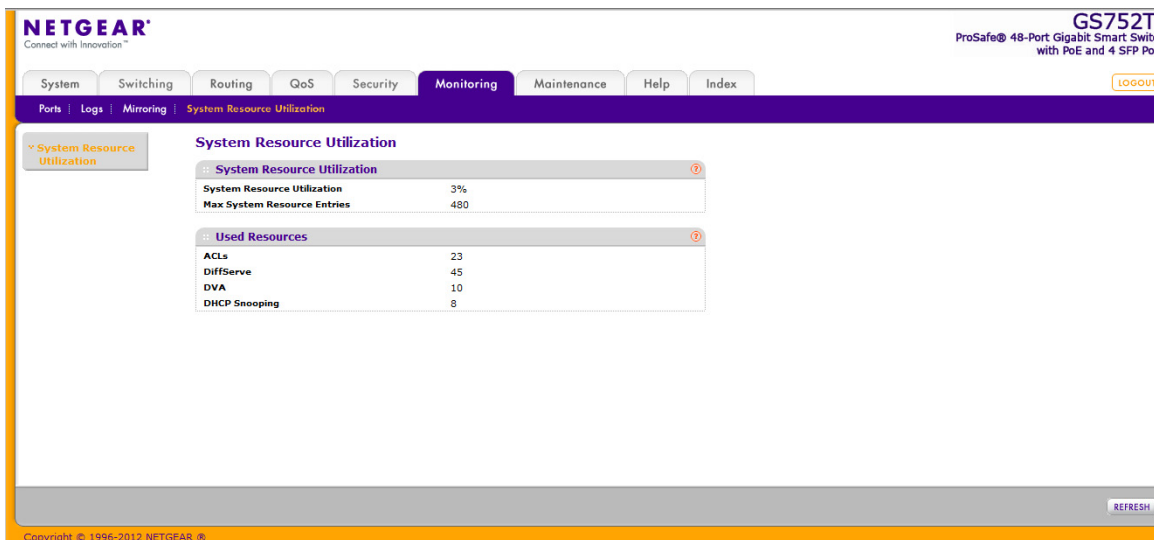 NETGEAR®
Connect with Innovation™
GS752T
ProSafe® 48-Port Gigabit Smart Swit
with PoE and 4 SFP Po
System Switching Routing QoS Security Monitoring Maintenance Help Index
LOGOUT
Ports Logs Mirroring System Resource Utilization
System Resource
Utilization
System Resource Utilization
System Resource Utilization
System Resource Utilization 3%
Max System Resource Entries 480
Used Resources
ACLs 23
DiffServe 45
DVA 10
DHCP Snooping 8
REFRESH
Copyright © 1996-2012 NETGEAR ®